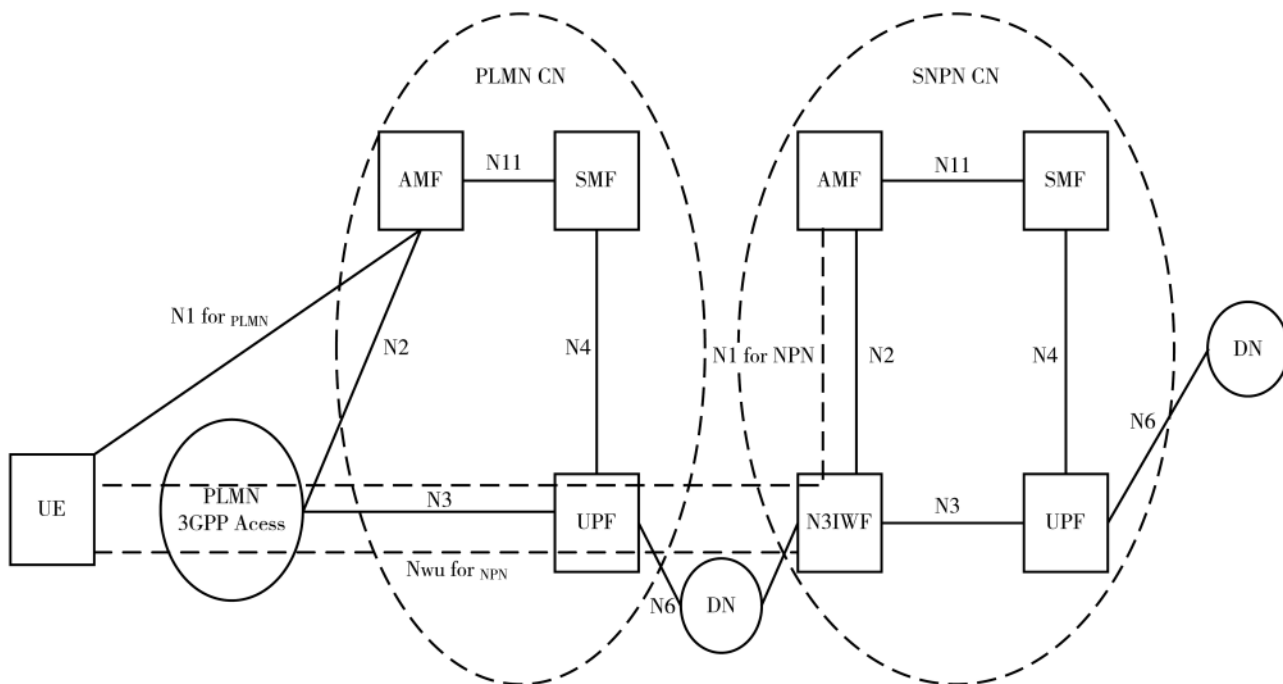 PLMN CN
SNPN CN
AMF
N11
SMF
AMF
N11
SMF
N1 for PLMN
N2
N4
N1 for NPN
N2
N4
DN
N6
UE
PLMN
3GPP Acess
N3
UPF
N3IWF
N3
UPF
Nwu for NPN
N6
DN